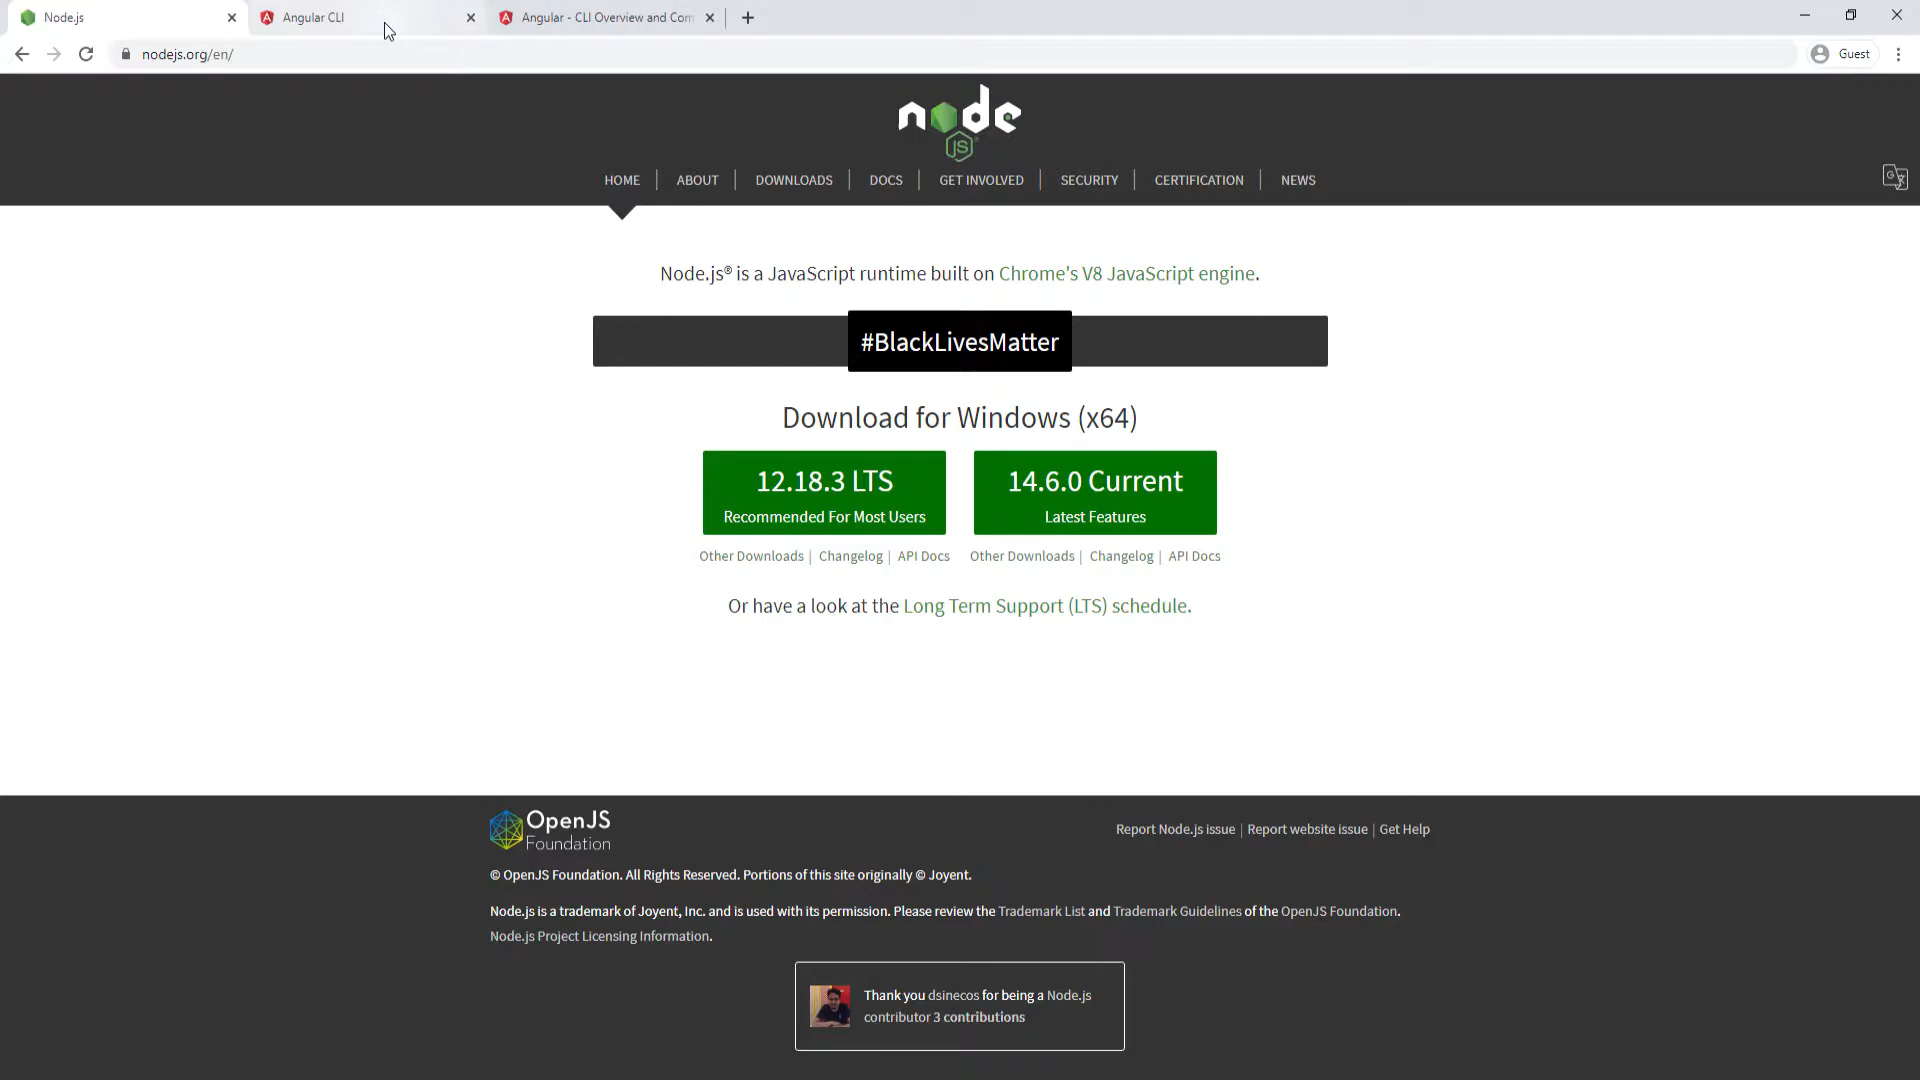 Node.js
Angular CLI
Angular - CLI Overview and Com
nodejs.org/en/
Guest
node
JS
HOME
ABOUT
DOWNLOADS
DOCS
GET INVOLVED
SECURITY
CERTIFICATION
NEWS
Node.js® is a JavaScript runtime built on Chrome's V8 JavaScript engine.
#BlackLivesMatter
Download for Windows (x64)
12.18.3 LTS
Recommended For Most Users
14.6.0 Current
Latest Features
Other Downloads | Changelog | API Docs
Other Downloads | Changelog | API Docs
Or have a look at the Long Term Support (LTS) schedule.
OpenJS
Foundation
Report Node.js issue | Report website issue | Get Help
© OpenJS Foundation. All Rights Reserved. Portions of this site originally © Joyent.
Node.js is a trademark of Joyent, Inc. and is used with its permission. Please review the Trademark List and Trademark Guidelines of the OpenJS Foundation.
Node.js Project Licensing Information.
Thank you dsinecos for being a Node.js
contributor 3 contributions